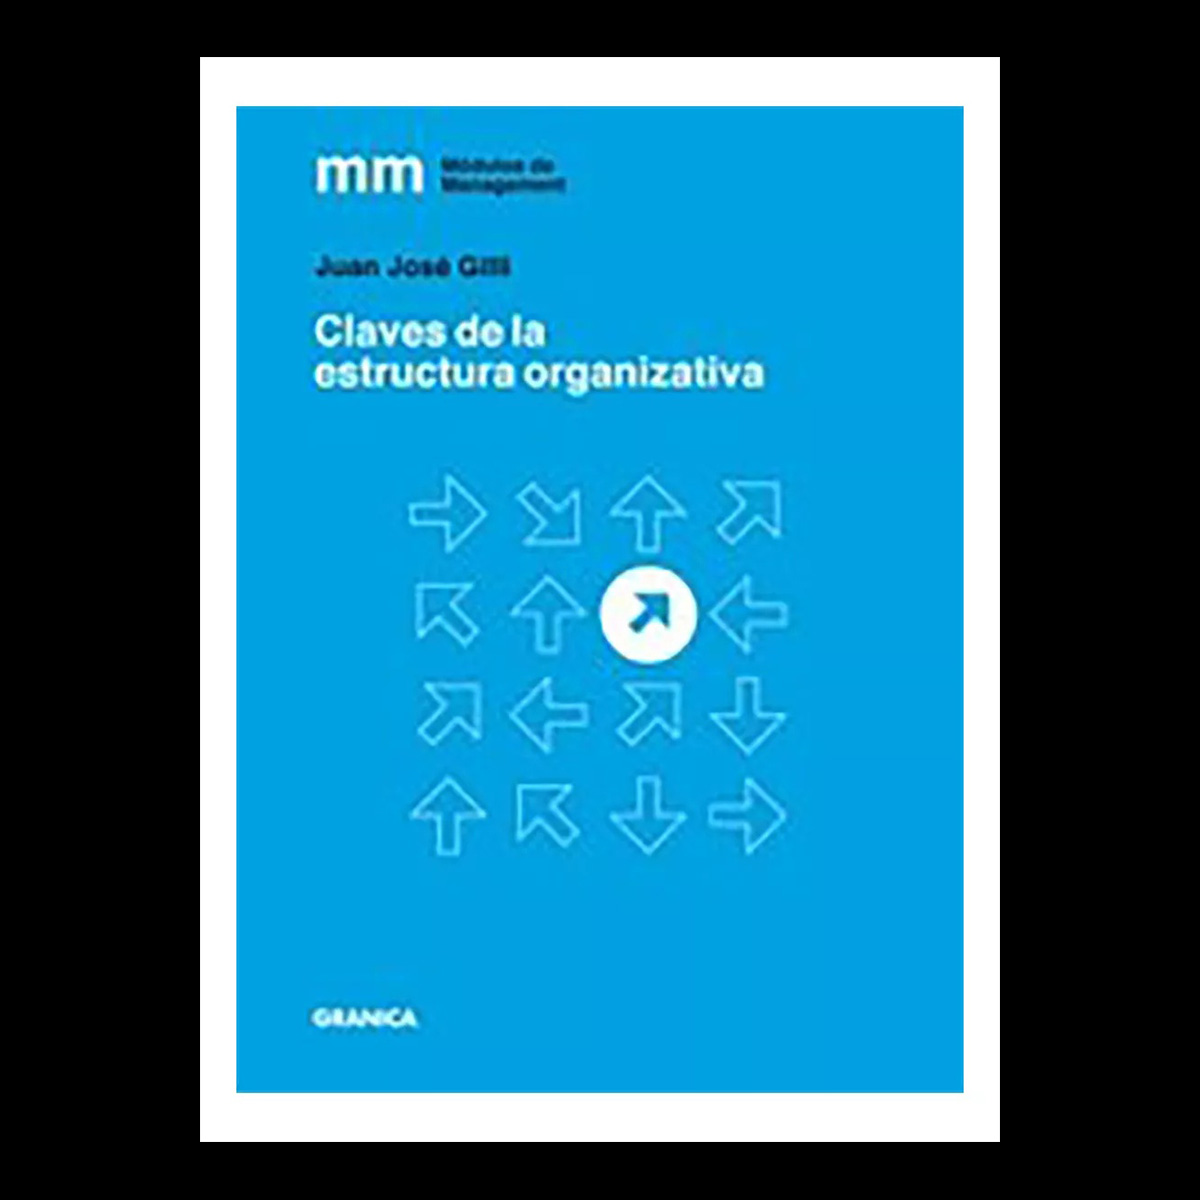 mm
Módulos de
Management
Juan José Gilli
Claves de la
estructura organizativa
GRANICA